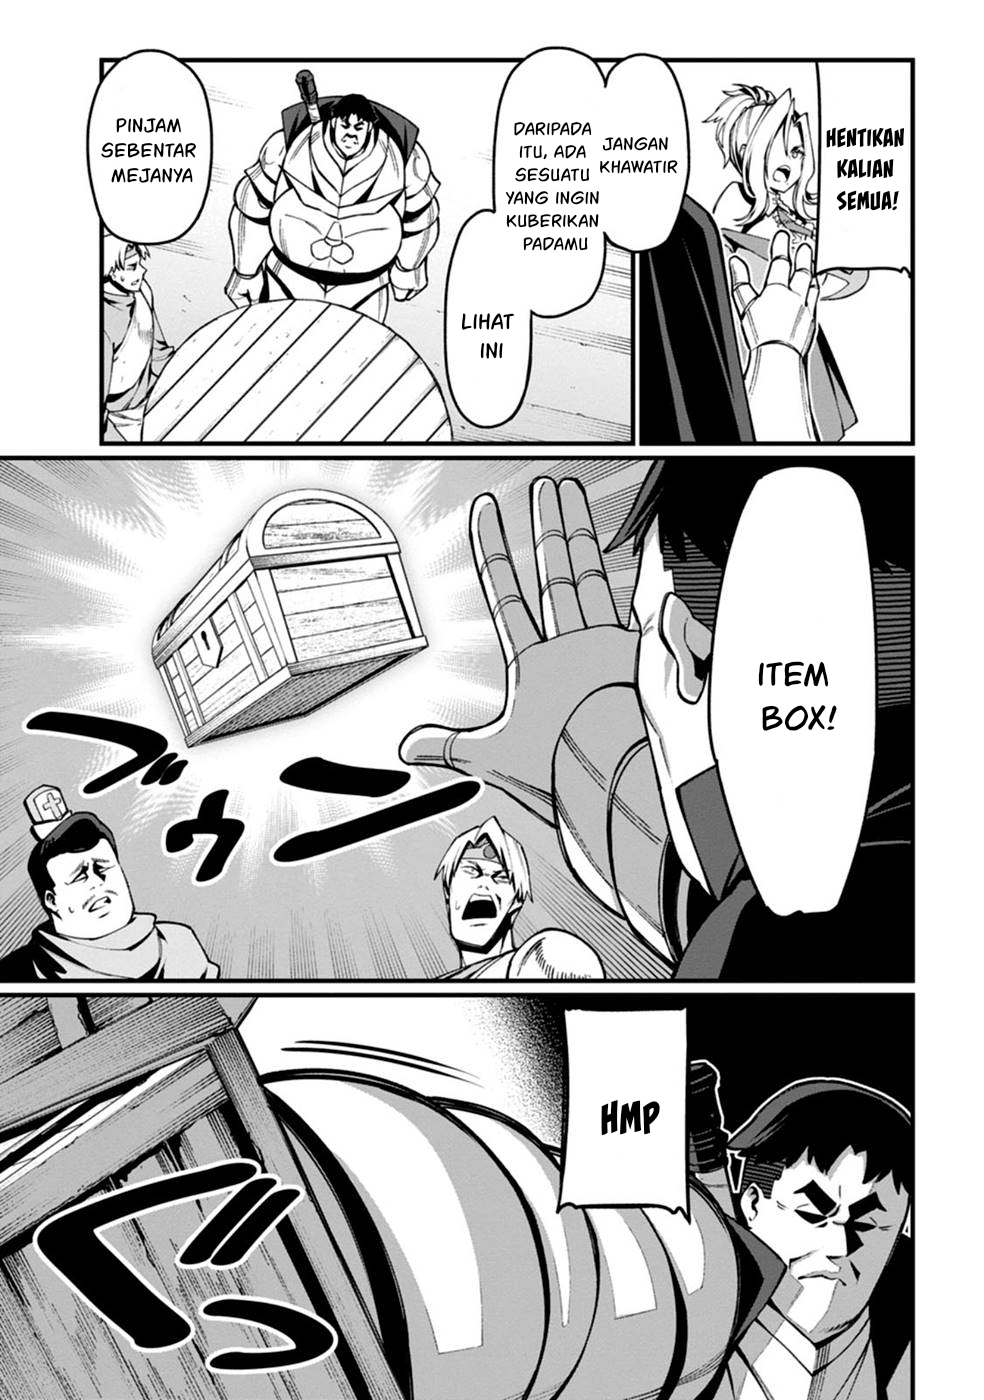 HENTIKAN
KALIAN
SEMUA!
JANGAN
KHAWATIR
DARIPADA
ITU, ADA
SESUATU
YANG INGIN
KUBERIKAN
PADAMU
LIHAT
INI
PINJAM
SEBENTAR
MEJANYA
ITEM
BOX!
ブゥン
HMP
ずっ